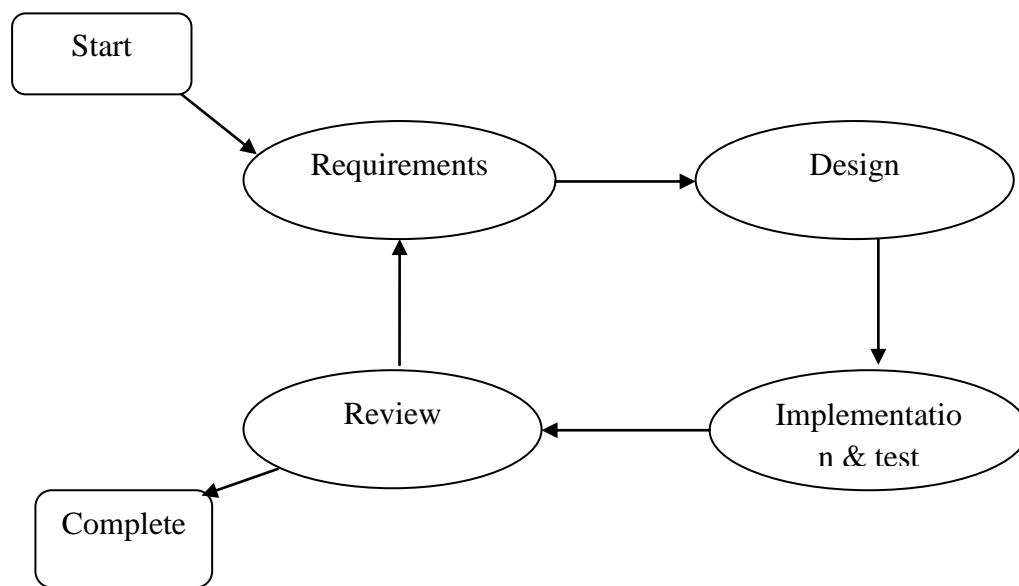 Start
Requirements
Design
Review
Implementatio
n & test
Complete